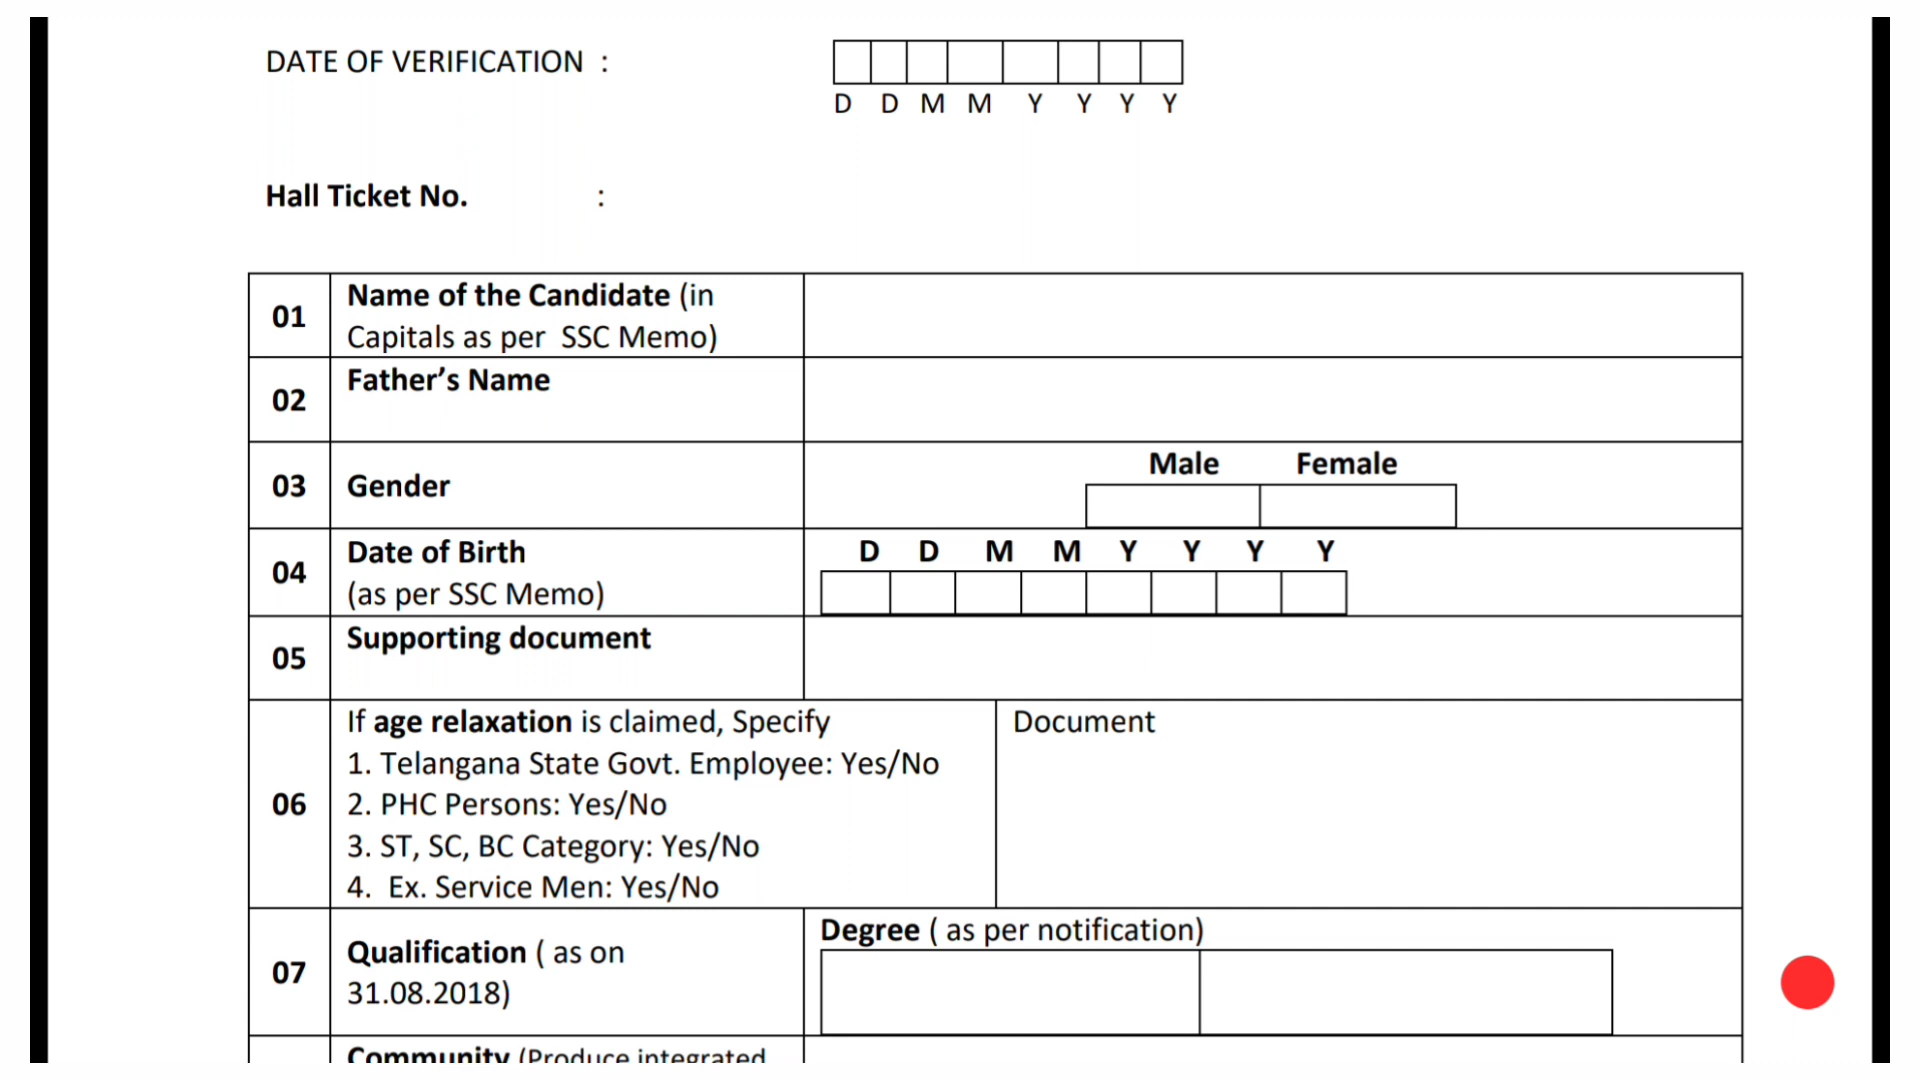 DATE OF VERIFICATION :
D D M M Y Y Y Y
Hall Ticket No. :
01 Name of the Candidate (in
Capitals as per SSC Memo)
02 Father’s Name
03 Gender Male Female
04 Date of Birth D D M M Y Y Y Y
(as per SSC Memo)
05 Supporting document
If age relaxation is claimed, Specify Document
1. Telangana State Govt. Employee: Yes/No
06 2. PHC Persons: Yes/No
3. ST, SC, BC Category: Yes/No
4. Ex. Service Men: Yes/No
Degree ( as per notification)
07 Qualification ( as on
31.08.2018)
Community (Produce integrated